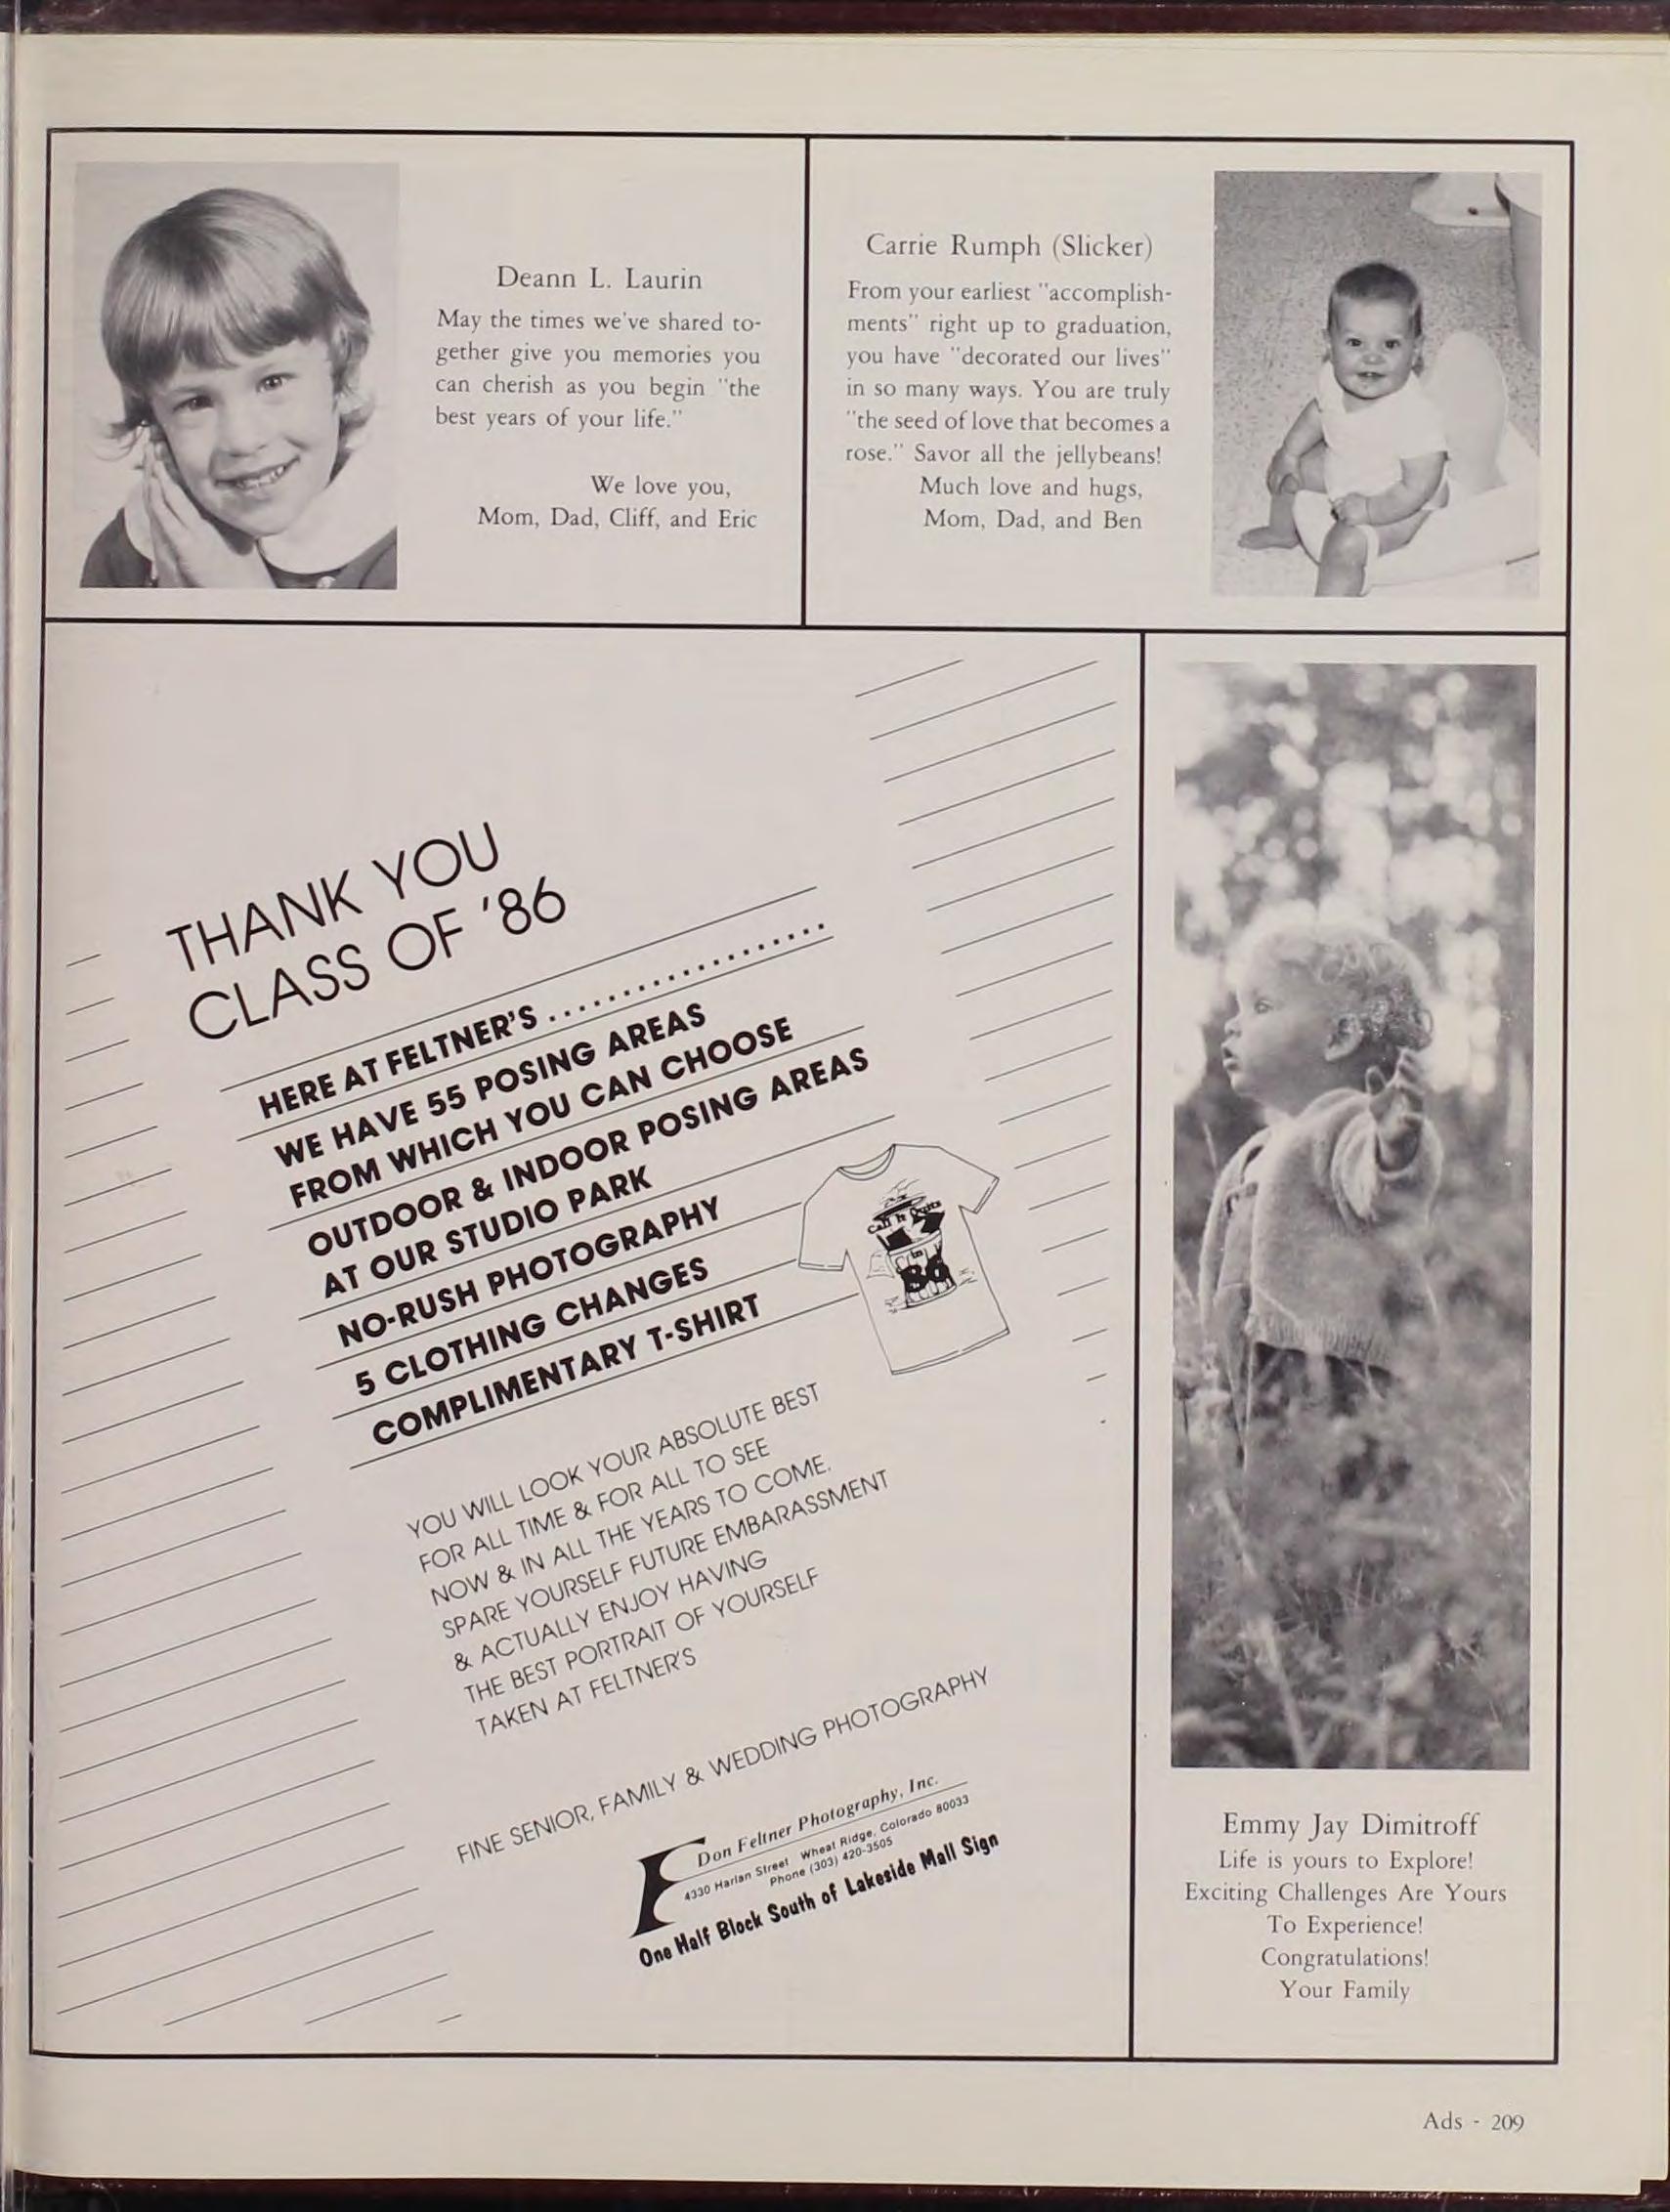 Deann L. Laurin
May the times we've shared to-
gether give you memories you
can cherish as you begin "the
best years of your life."
We love you,
Mom, Dad, Cliff, and Eric
Carrie Rumph (Slicker)
From your earliest "accomplish-
ments" right up to graduation,
you have "decorated our lives"
in so many ways. You are truly
"the seed of love that becomes a
rose." Savor all the jellybeans!
Much love and hugs,
Mom, Dad, and Ben
THANK YOU
CLASS OF '86
HERE AT FELTNER'S ...................
WE HAVE 55 POSING AREAS
FROM WHICH YOU CAN CHOOSE
OUTDOOR & INDOOR POSING AREAS
AT OUR STUDIO PARK
NO-RUSH PHOTOGRAPHY
5 CLOTHING CHANGES
COMPLIMENTARY T-SHIRT
Call It Quits
in
86
YOU WILL LOOK YOUR ABSOLUTE BEST
FOR ALL TIME & FOR ALL TO SEE
NOW & IN ALL THE YEARS TO COME.
SPARE YOURSELF FUTURE EMBARASSMENT
& ACTUALLY ENJOY HAVING
THE BEST PORTRAIT OF YOURSELF
TAKEN AT FELTNER'S
FINE SENIOR, FAMILY & WEDDING PHOTOGRAPHY
F
Don Feltner Photography, Inc.
4330 Harlan Street Wheat Ridge, Colorado 80033
Phone (303) 420-3505
One Half Block South of Lakeside Mall Sign
Emmy Jay Dimitroff
Life is yours to Explore!
Exciting Challenges Are Yours
To Experience!
Congratulations!
Your Family
Ads - 209